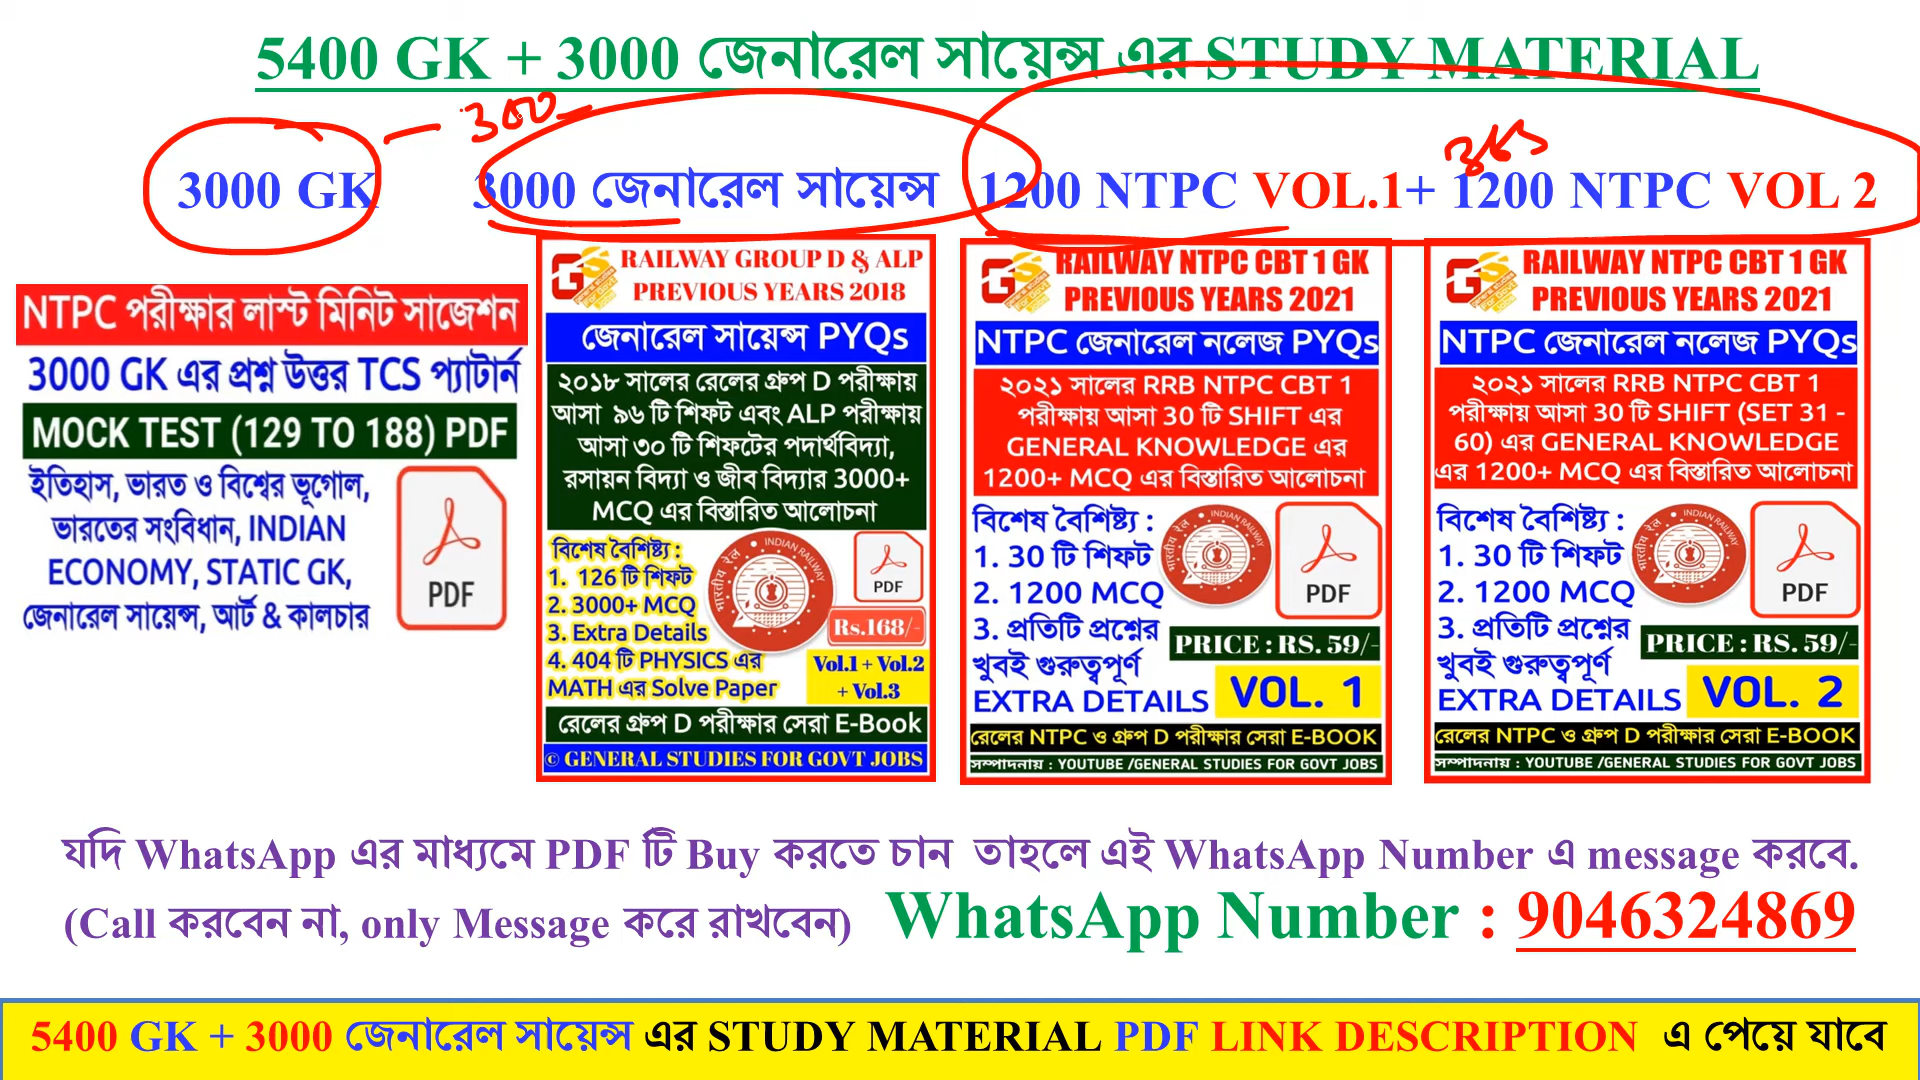 5400 GK + 3000 জেনারেল সায়েন্স এর STUDY MATERIAL
300
365
3000 GK
3000 জেনারেল সায়েন্স
1200 NTPC VOL.1+ 1200 NTPC VOL 2
NTPC পরীক্ষার লাস্ট মিনিট সাজেশন
3000 GK এর প্রশ্ন উত্তর TCS প্যাটার্ন
MOCK TEST (129 TO 188) PDF
ইতিহাস, ভারত ও বিশ্বের ভূগোল,
ভারতের সংবিধান, INDIAN
ECONOMY, STATIC GK,
জেনারেল সায়েন্স, আর্ট & কালচার
PDF
RAILWAY GROUP D & ALP
PREVIOUS YEARS 2018
জেনারেল সায়েন্স PYQs
২০১৮ সালের রেলের গ্রুপ D পরীক্ষায়
আসা ৯৬ টি শিফট এবং ALP পরীক্ষায়
আসা ৩০ টি শিফটের পদার্থবিদ্যা,
রসায়ন বিদ্যা ও জীব বিদ্যার 3000+
MCQ এর বিস্তারিত আলোচনা
বিশেষ বৈশিষ্ট্য :
1. 126 টি শিফট
2. 3000+ MCQ
3. Extra Details
4. 404 টি PHYSICS এর
MATH এর Solve Paper
भारतीय रेल
INDIAN RAILWAY
PDF
Rs.168/-
Vol.1 + Vol.2
+ Vol.3
রেলের গ্রুপ D পরীক্ষার সেরা E-Book
© GENERAL STUDIES FOR GOVT JOBS
RAILWAY NTPC CBT 1 GK
PREVIOUS YEARS 2021
NTPC জেনারেল নলেজ PYQs
২০২১ সালের RRB NTPC CBT 1
পরীক্ষায় আসা 30 টি SHIFT এর
GENERAL KNOWLEDGE এর
1200+ MCQ এর বিস্তারিত আলোচনা
বিশেষ বৈশিষ্ট্য :
1. 30 টি শিফট
2. 1200 MCQ
3. প্রতিটি প্রশ্নের
খুবই গুরুত্বপূর্ণ
EXTRA DETAILS
भारतीय रेल
INDIAN RAILWAY
PDF
PRICE : RS. 59/-
VOL. 1
রেলের NTPC ও গ্রুপ D পরীক্ষার সেরা E-BOOK
সম্পাদনায় : YOUTUBE /GENERAL STUDIES FOR GOVT JOBS
RAILWAY NTPC CBT 1 GK
PREVIOUS YEARS 2021
NTPC জেনারেল নলেজ PYQs
২০২১ সালের RRB NTPC CBT 1
পরীক্ষায় আসা 30 টি SHIFT (SET 31 -
60) এর GENERAL KNOWLEDGE
এর 1200+ MCQ এর বিস্তারিত আলোচনা
বিশেষ বৈশিষ্ট্য :
1. 30 টি শিফট
2. 1200 MCQ
3. প্রতিটি প্রশ্নের
খুবই গুরুত্বপূর্ণ
EXTRA DETAILS
भारतीय रेल
INDIAN RAILWAY
PDF
PRICE : RS. 59/-
VOL. 2
রেলের NTPC ও গ্রুপ D পরীক্ষার সেরা E-BOOK
সম্পাদনায় : YOUTUBE /GENERAL STUDIES FOR GOVT JOBS
যদি WhatsApp এর মাধ্যমে PDF টি Buy করতে চান তাহলে এই WhatsApp Number এ message করবে.
(Call করবেন না, only Message করে রাখবেন) WhatsApp Number : 9046324869
5400 GK + 3000 জেনারেল সায়েন্স এর STUDY MATERIAL PDF LINK DESCRIPTION এ পেয়ে যাবে